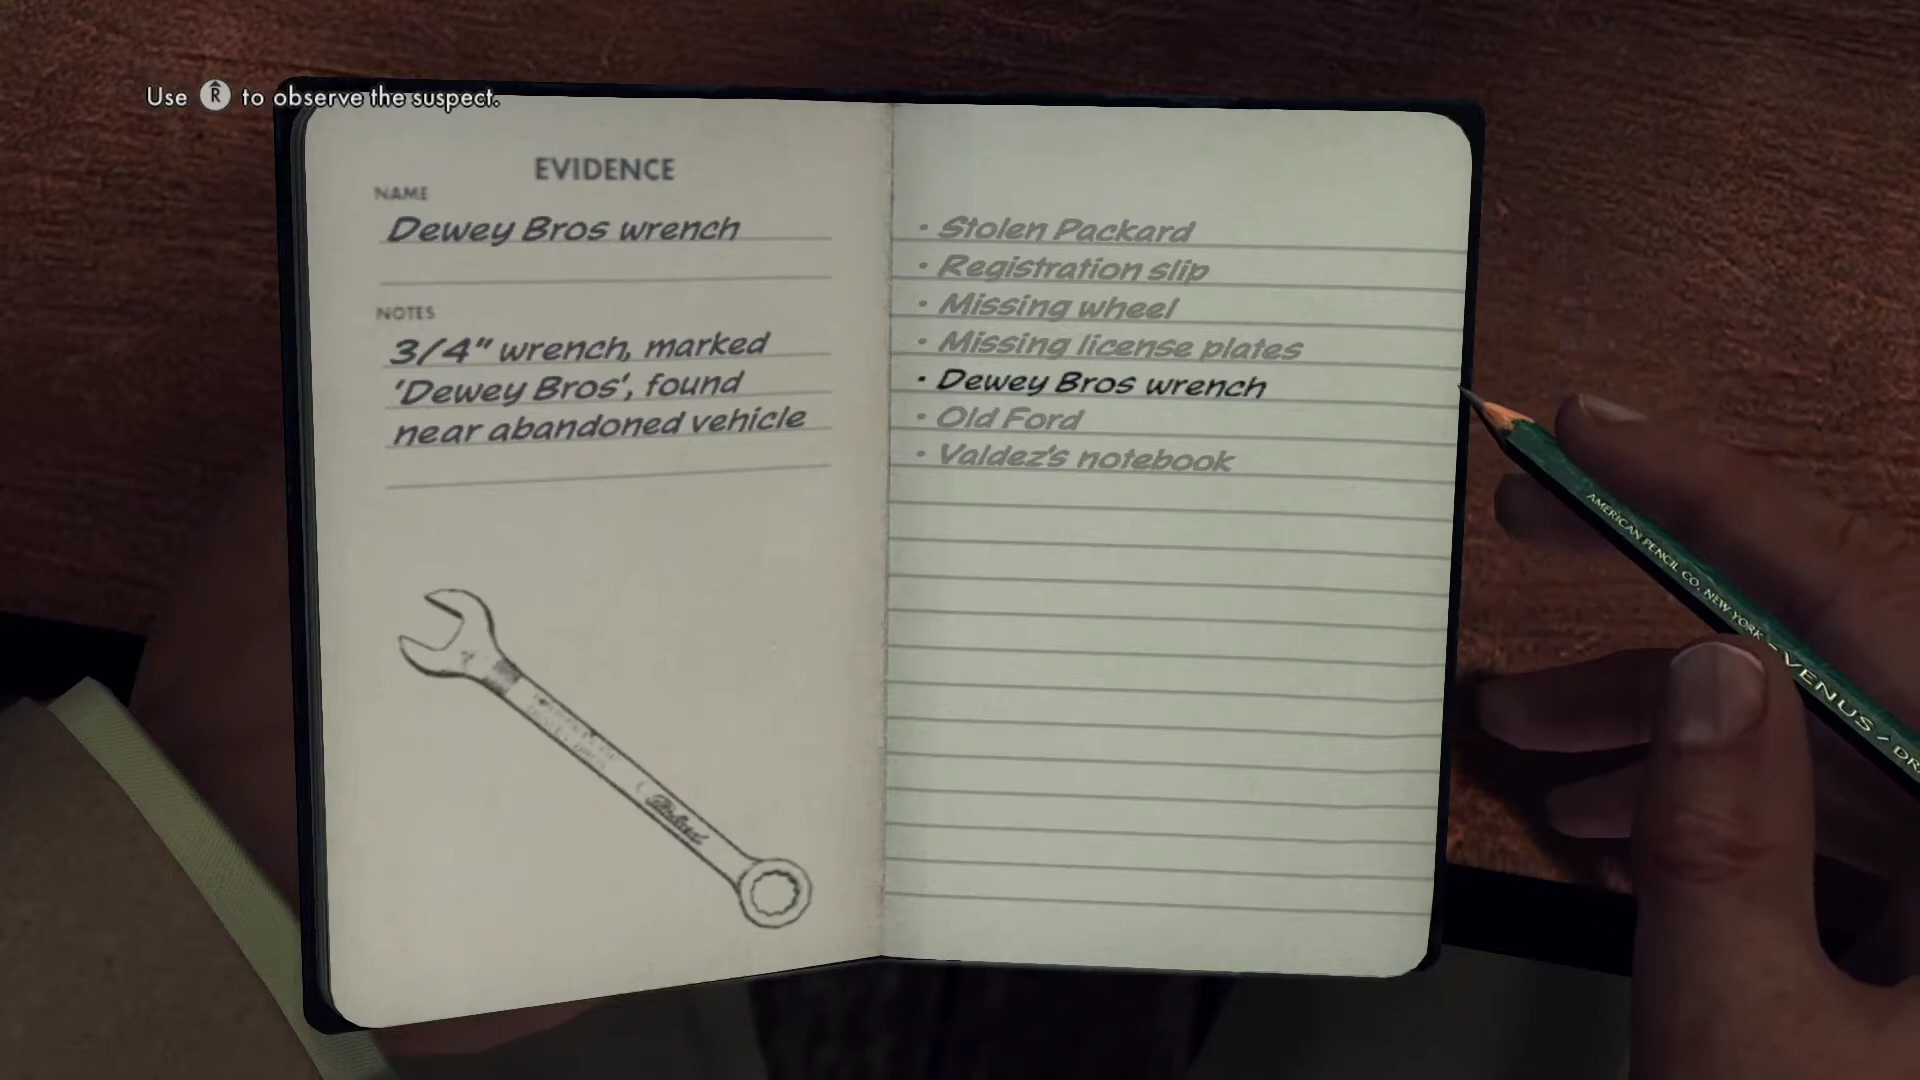 Use R to observe the suspect.
EVIDENCE
NAME
Dewey Bros wrench
NOTES
3/4" wrench, marked
'Dewey Bros', found
near abandoned vehicle
• Stolen Packard
• Registration slip
• Missing wheel
• Missing license plates
• Dewey Bros wrench
• Old Ford
• Valdez's notebook
AMERICAN PENCIL CO. NEW YORK – VENUS / DR